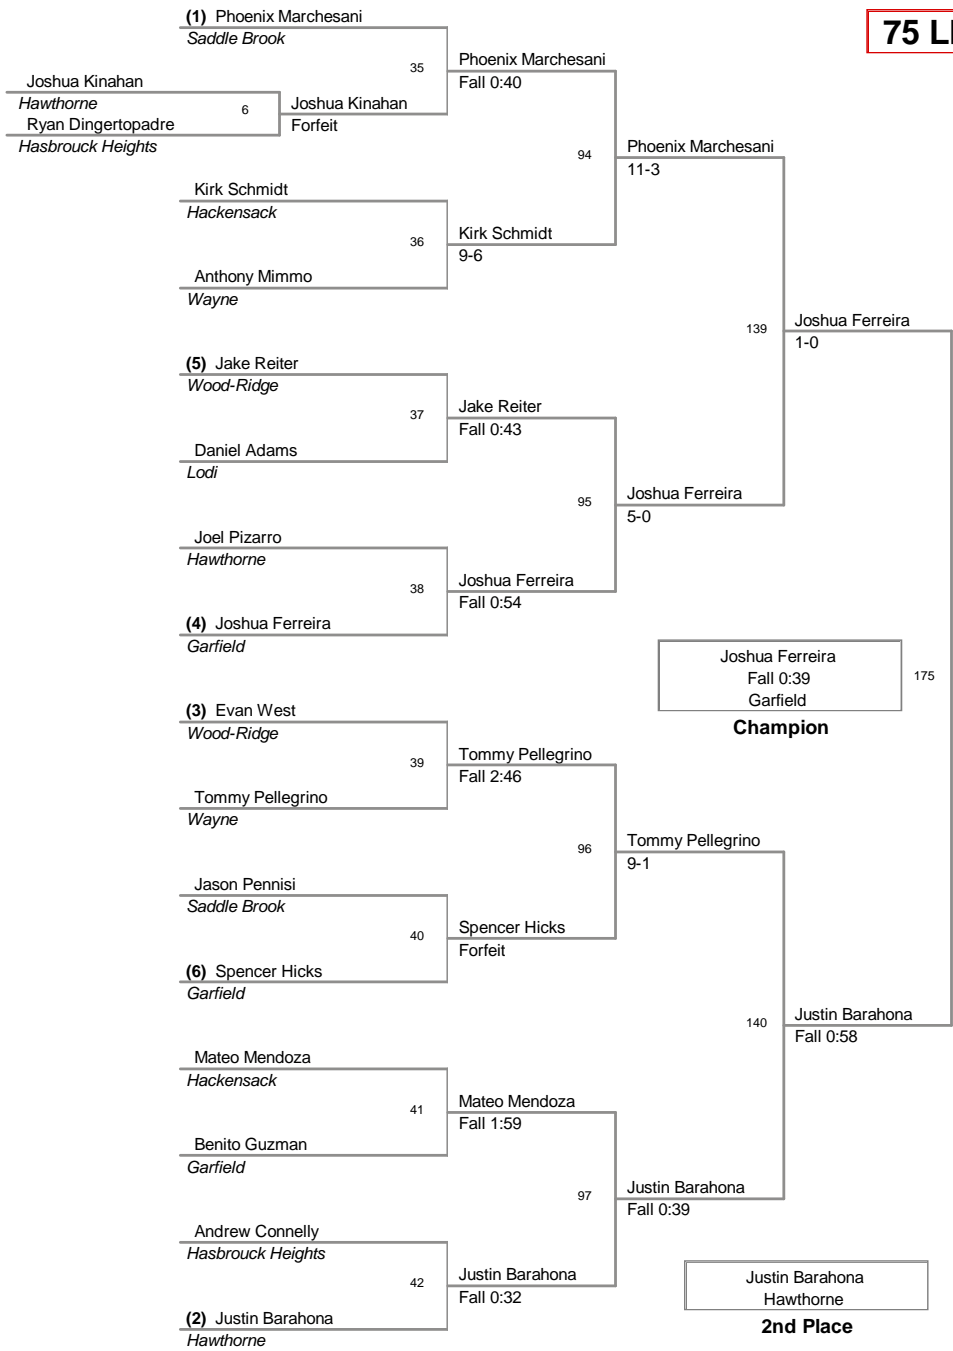 (1) Phoenix Marchesani
75 L
Saddle Brook
Phoenix Marchesani
35
Fall 0:40
Joshua Kinahan
Hawthorne
6
Joshua Kinahan
Ryan Dingertopadre
Forfeit
Hasbrouck Heights
Phoenix Marchesani
94
11-3
Kirk Schmidt
Hackensack
Kirk Schmidt
36
9-6
Anthony Mimmo
Wayne
Joshua Ferreira
139
1-0
(5) Jake Reiter
Wood-Ridge
Jake Reiter
37
Fall 0:43
Daniel Adams
Lodi
Joshua Ferreira
95
5-0
Joel Pizarro
Hawthorne
Joshua Ferreira
38
Fall 0:54
(4) Joshua Ferreira
Garfield
Joshua Ferreira
Fall 0:39
175
Garfield
Champion
(3) Evan West
Wood-Ridge
Tommy Pellegrino
39
Fall 2:46
Tommy Pellegrino
Wayne
Tommy Pellegrino
96
9-1
Jason Pennisi
Saddle Brook
Spencer Hicks
40
Forfeit
(6) Spencer Hicks
Garfield
Justin Barahona
140
Fall 0:58
Mateo Mendoza
Hackensack
Mateo Mendoza
41
Fall 1:59
Benito Guzman
Garfield
Justin Barahona
97
Fall 0:39
Andrew Connelly
Hasbrouck Heights
Justin Barahona
42
Fall 0:32
(2) Justin Barahona
Hawthorne
Justin Barahona
Hawthorne
2nd Place